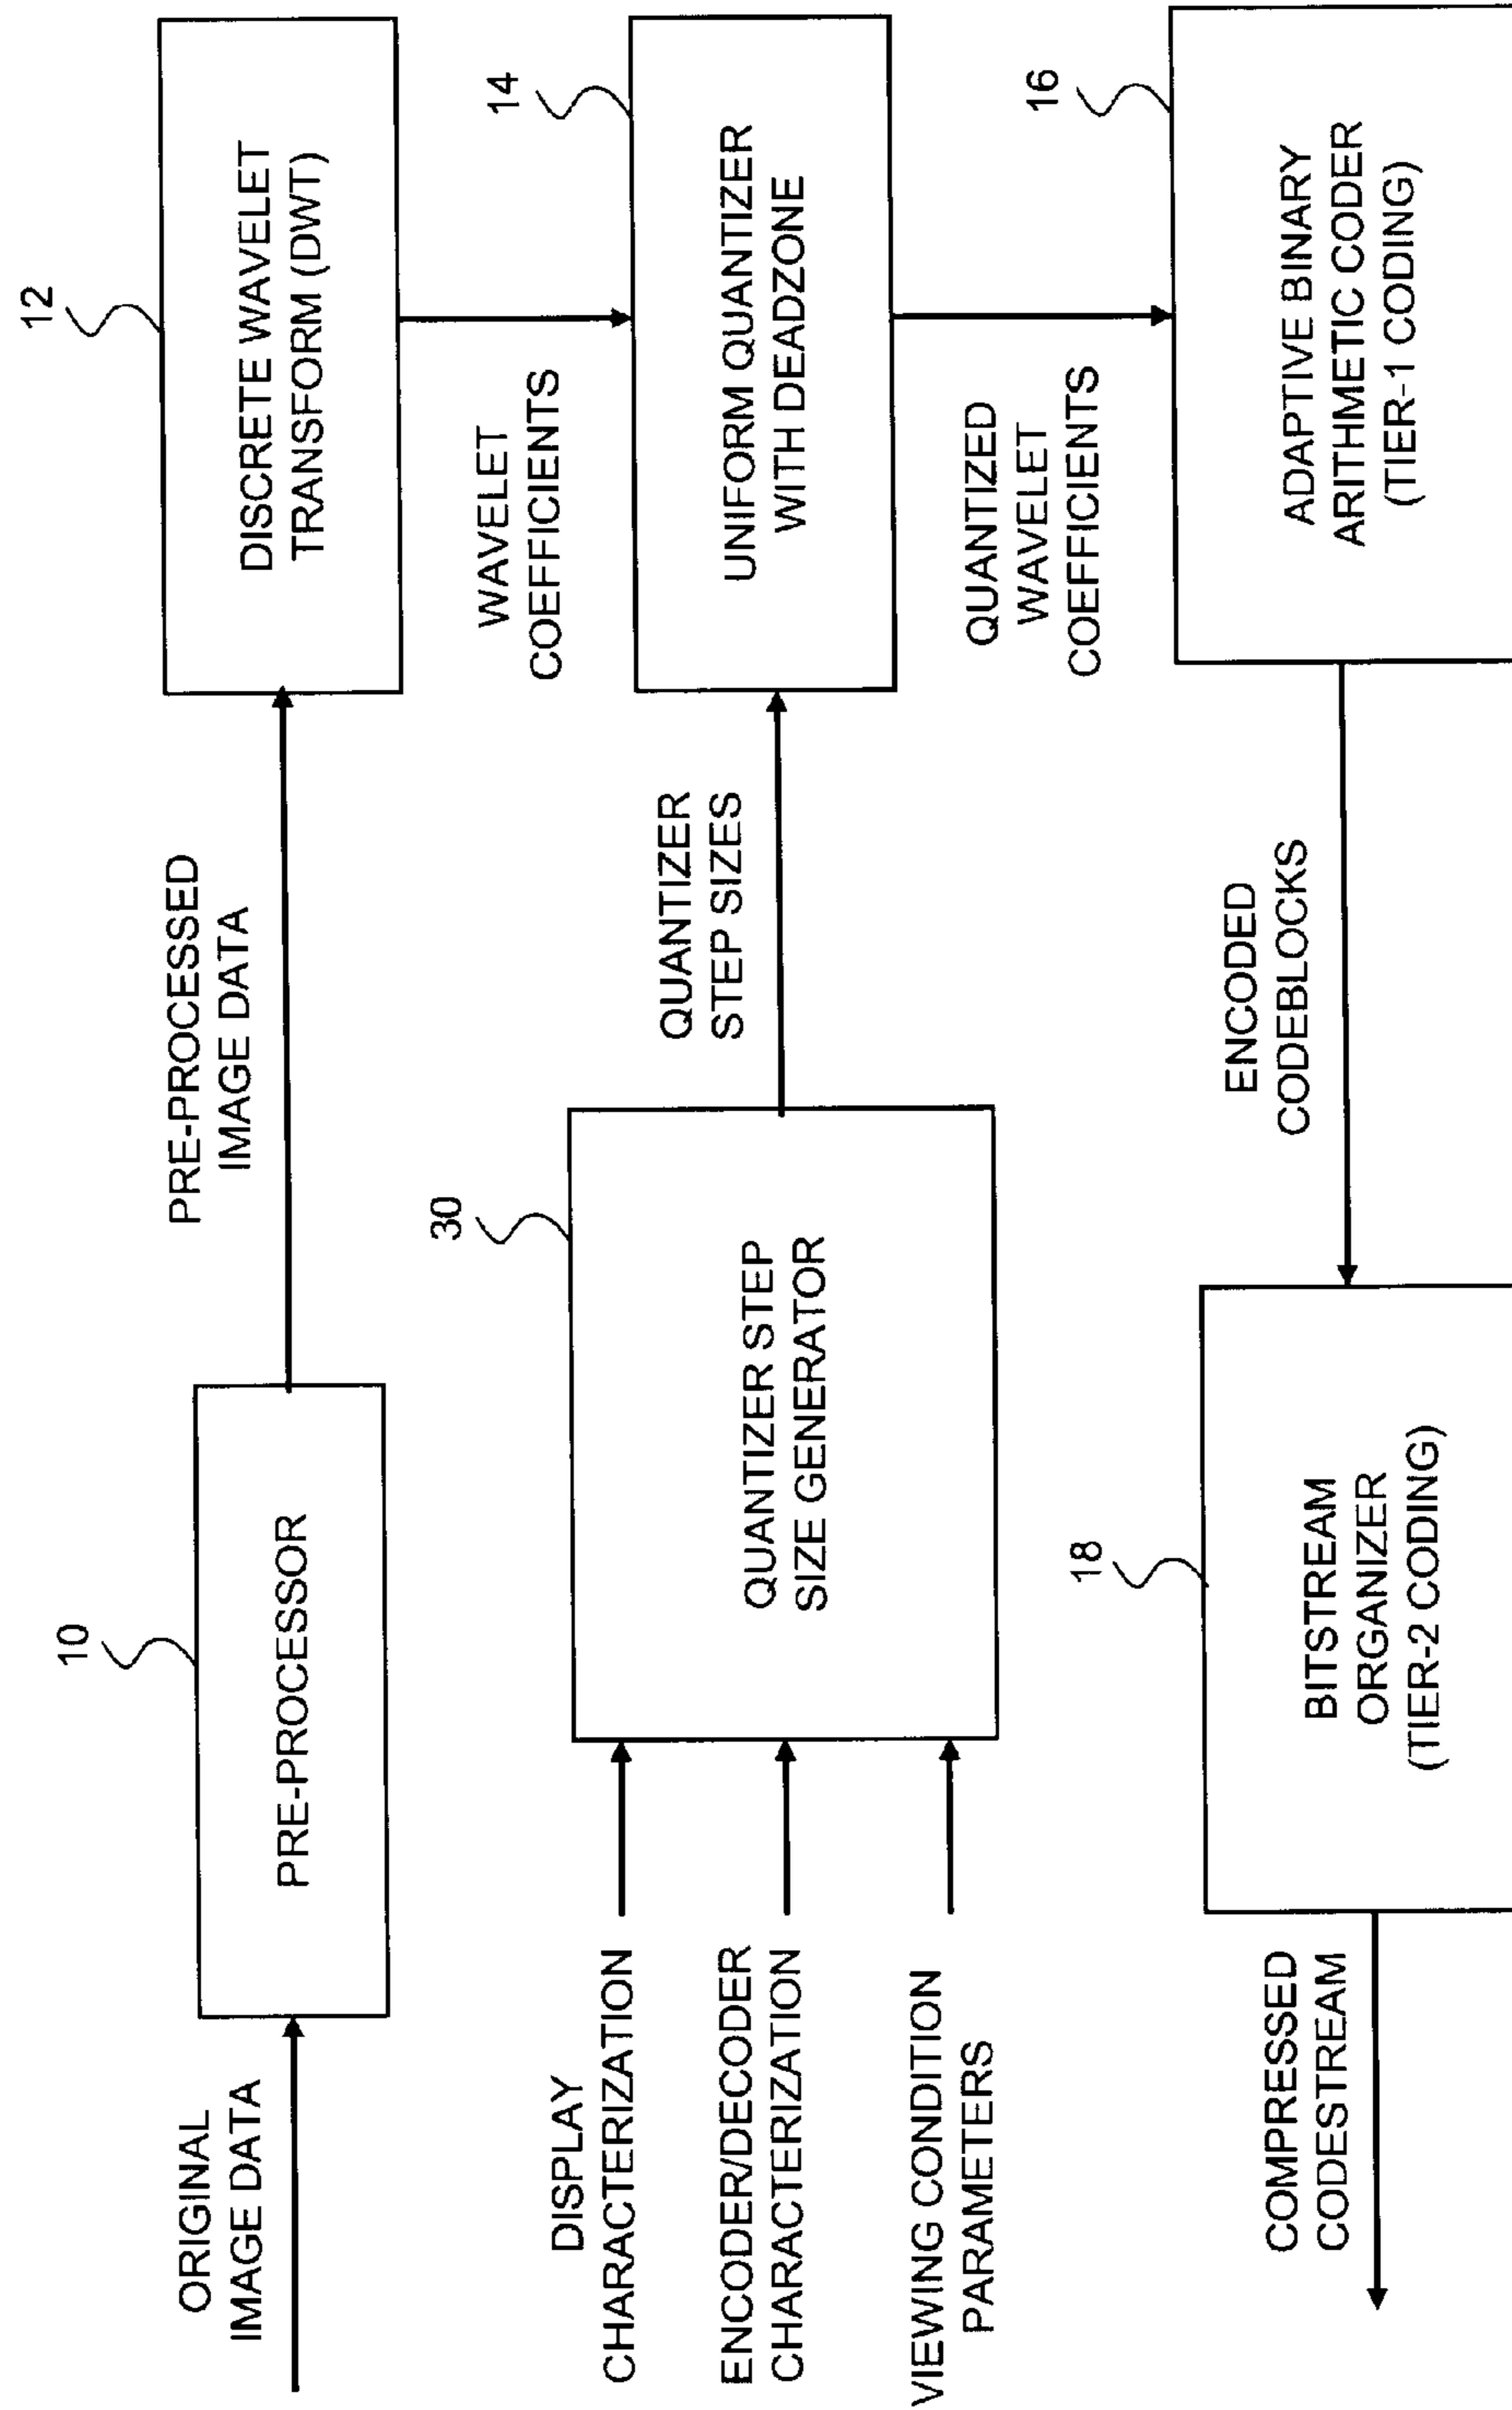 ORIGINAL
IMAGE DATA
10
PRE-PROCESSOR
PRE-PROCESSED
IMAGE DATA
12
DISCRETE WAVELET
TRANSFORM (DWT)
WAVELET
COEFFICIENTS
DISPLAY
CHARACTERIZATION
ENCODER/DECODER
CHARACTERIZATION
VIEWING CONDITION
PARAMETERS
30
QUANTIZER STEP
SIZE GENERATOR
QUANTIZER
STEP SIZES
14
UNIFORM QUANTIZER
WITH DEADZONE
QUANTIZED
WAVELET
COEFFICIENTS
16
ADAPTIVE BINARY
ARITHMETIC CODER
(TIER-1 CODING)
ENCODED
CODEBLOCKS
18
BITSTREAM
ORGANIZER
(TIER-2 CODING)
COMPRESSED
CODESTREAM